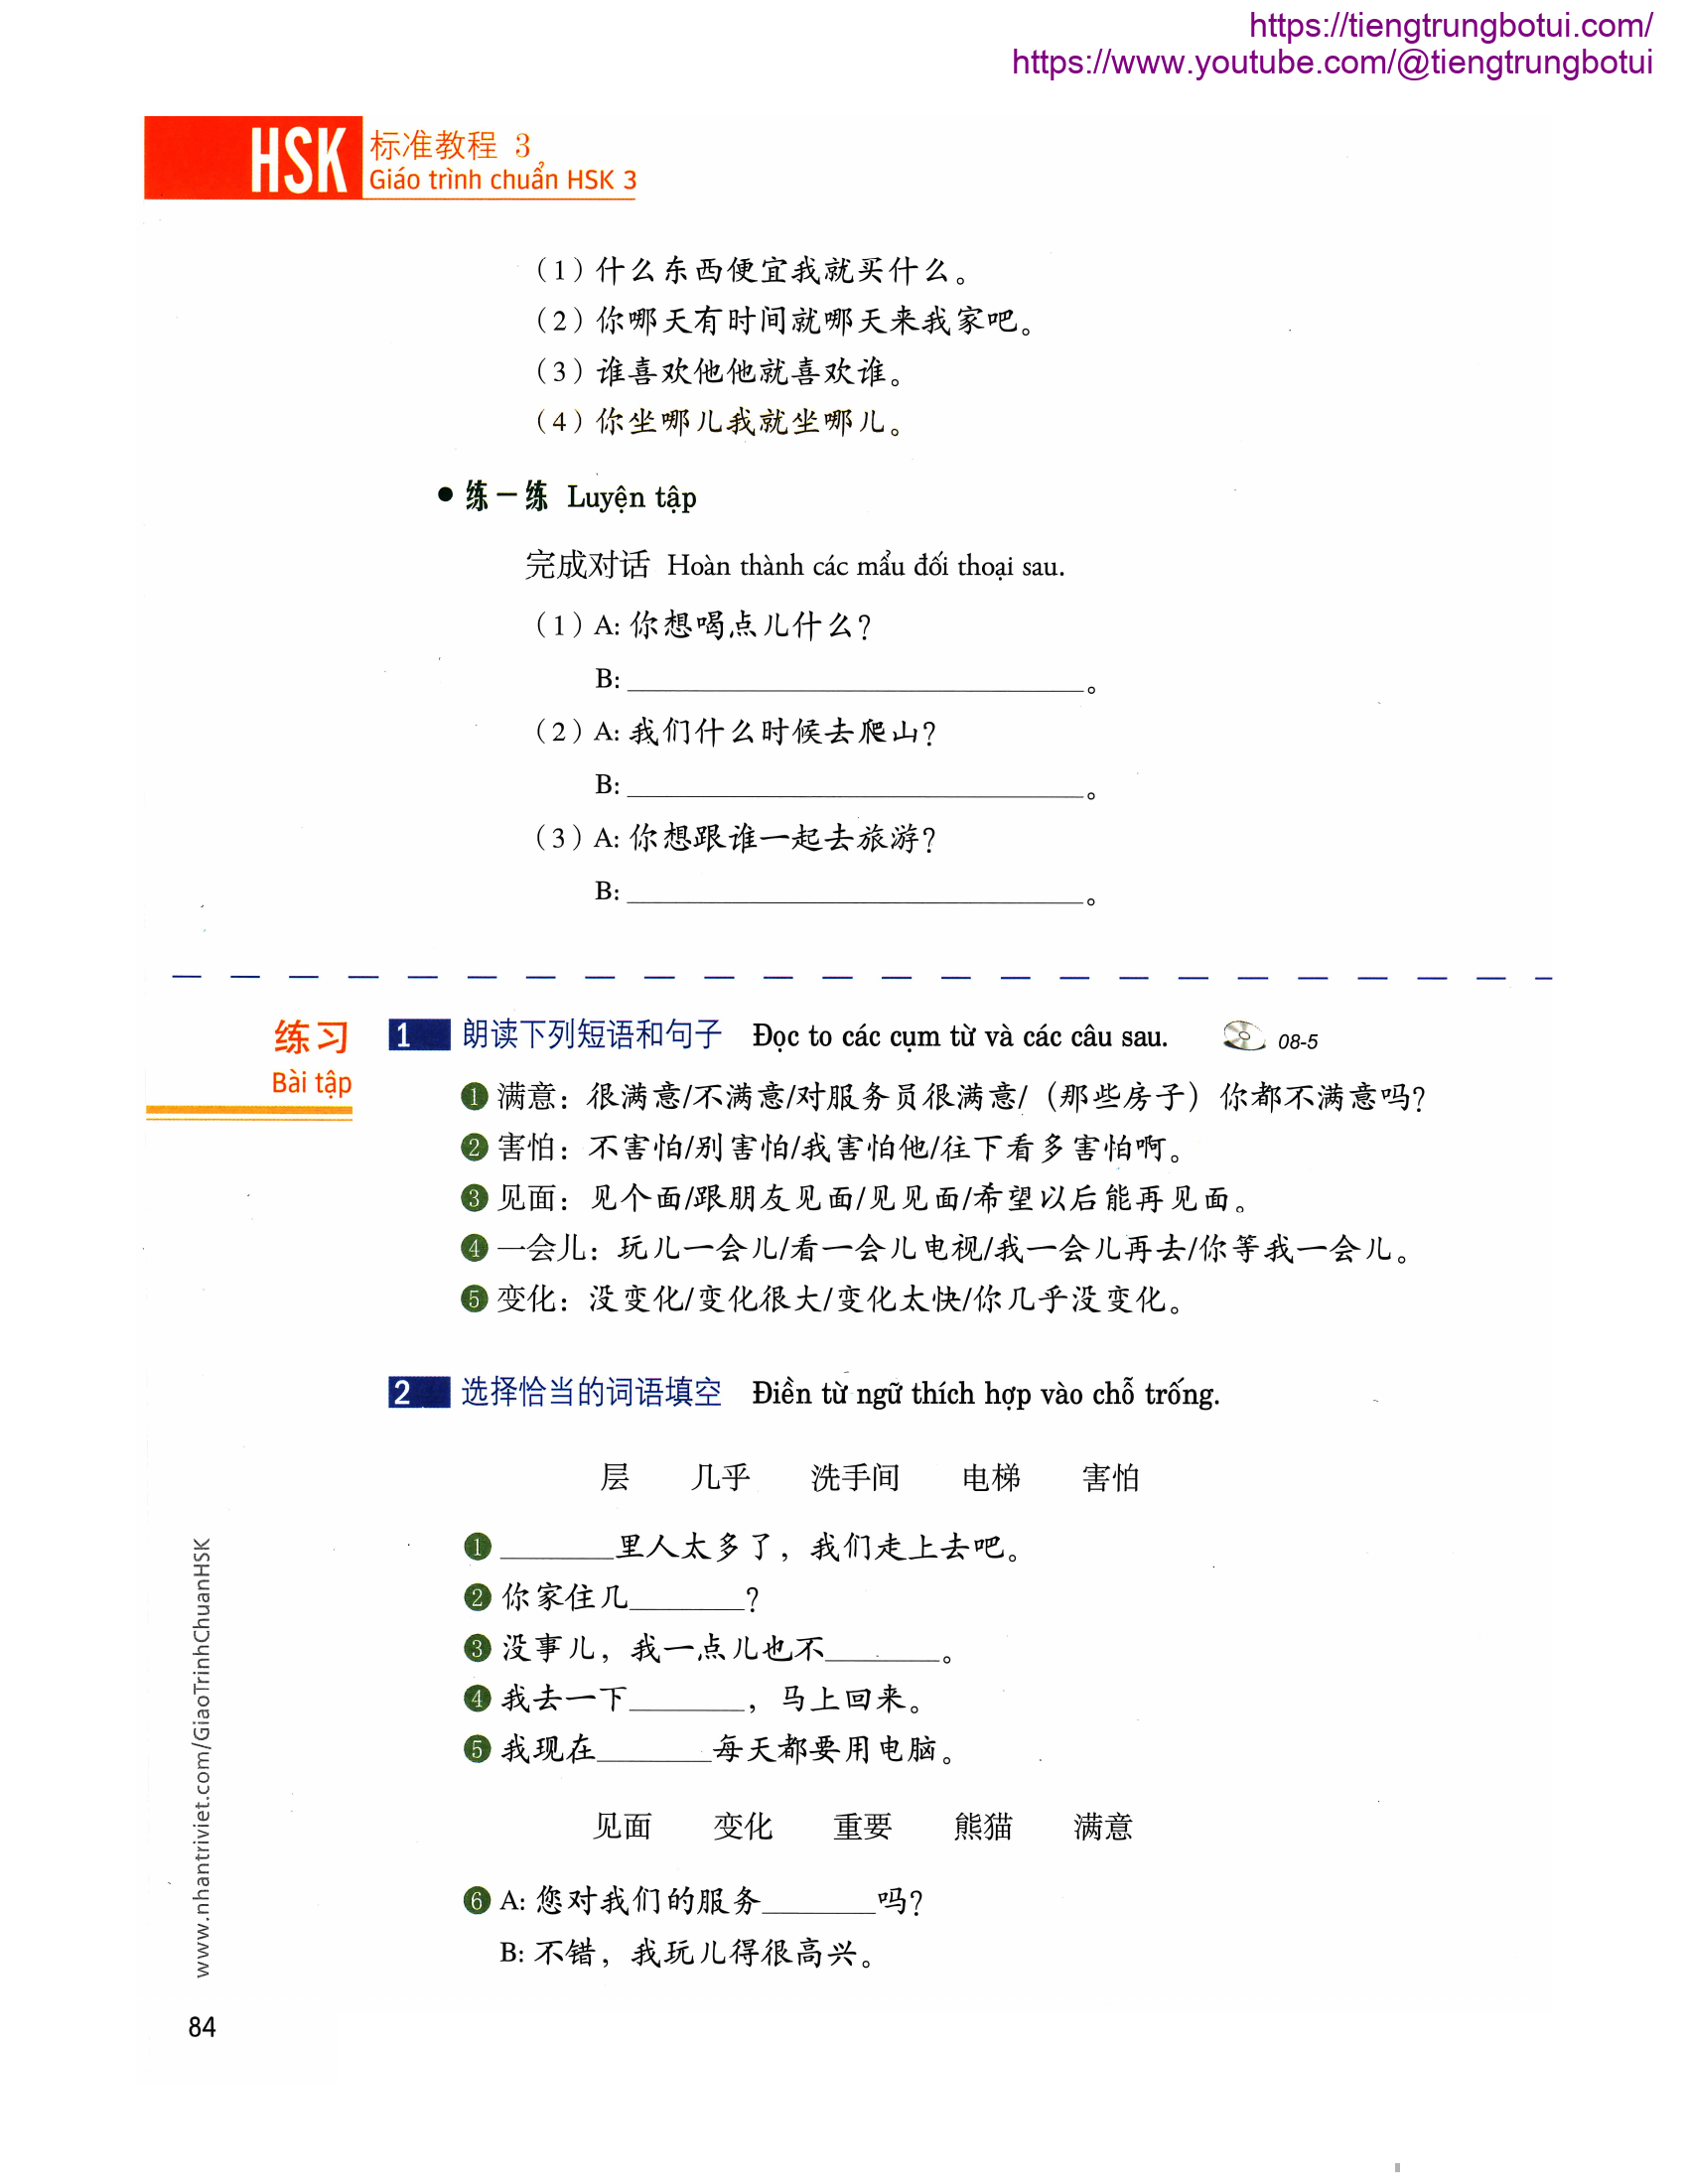 https://tiengtrungbotui.com/
https://www.youtube.com/@tiengtrungbotui
HSK 标准教程 3
Giáo trình chuẩn HSK 3
（1）什么东西便宜我就买什么。
（2）你哪天有时间就哪天来我家吧。
（3）谁喜欢他他就喜欢谁。
（4）你坐哪儿我就坐哪儿。
● 练一练 Luyện tập
完成对话 Hoàn thành các mẩu đối thoại sau.
（1）A: 你想喝点儿什么？
B: ______________。
（2）A: 我们什么时候去爬山？
B: ______________。
（3）A: 你想跟谁一起去旅游？
B: ______________。
练习
Bài tập
1 朗读下列短语和句子 Đọc to các cụm từ và các câu sau. 08-5
❶ 满意：很满意/不满意/对服务员很满意/（那些房子）你都不满意吗？
❷ 害怕：不害怕/别害怕/我害怕他/往下看多害怕啊。
❸ 见面：见个面/跟朋友见面/见见面/希望以后能再见面。
❹ 一会儿：玩儿一会儿/看一会儿电视/我一会儿再去/你等我一会儿。
❺ 变化：没变化/变化很大/变化太快/你几乎没变化。
2 选择恰当的词语填空 Điền từ ngữ thích hợp vào chỗ trống.
层 几乎 洗手间 电梯 害怕
❶ ______里人太多了，我们走上去吧。
❷ 你家住几______？
❸ 没事儿，我一点儿也不______。
❹ 我去一下______，马上回来。
❺ 我现在______每天都要用电脑。
见面 变化 重要 熊猫 满意
❻ A: 您对我们的服务______吗？
B: 不错，我玩儿得很高兴。
www.nhantriviet.com/GiaoTrinhChuanHSK
84